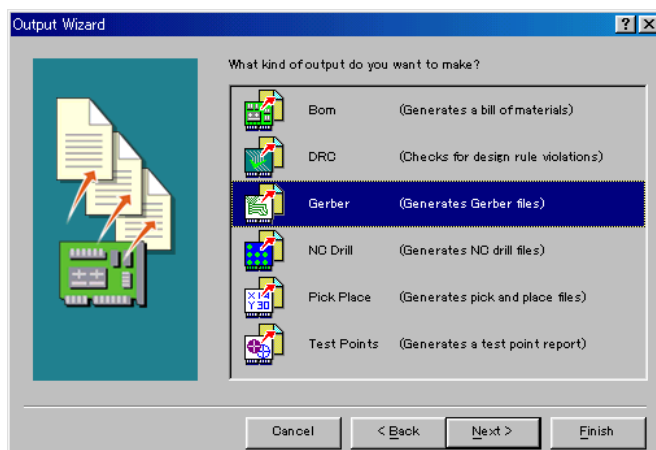 Output Wizard
What kind of output do you want to make?
Bom (Generates a bill of materials)
DRC (Checks for design rule violations)
Gerber (Generates Gerber files)
NC Drill (Generates NC drill files)
X14
Y30
Pick Place (Generates pick and place files)
Test Points (Generates a test point report)
Cancel < Back Next > Finish